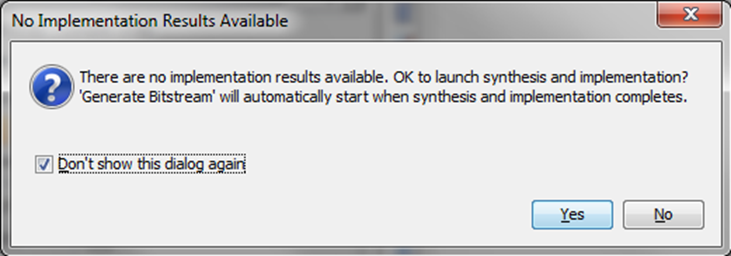 No Implementation Results Available
There are no implementation results available. OK to launch synthesis and implementation?
'Generate Bitstream' will automatically start when synthesis and implementation completes.
Don't show this dialog again
Yes No